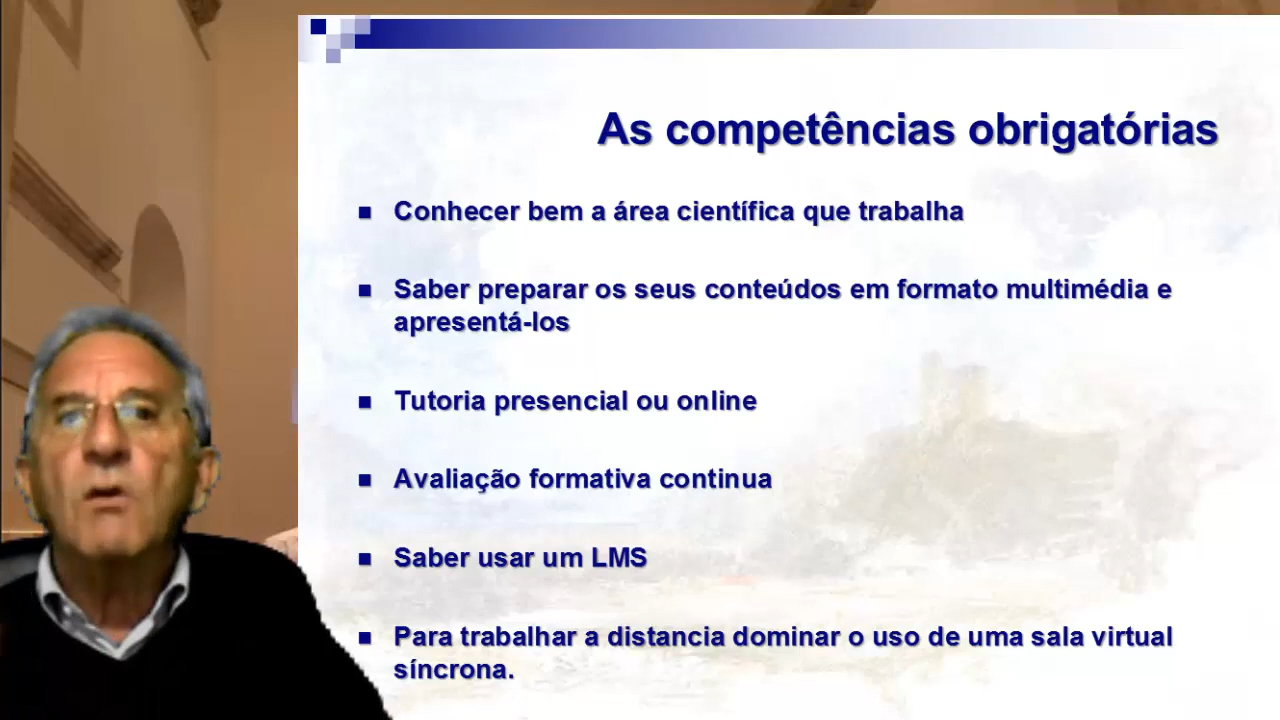 As competências obrigatórias
Conhecer bem a área científica que trabalha
Saber preparar os seus conteúdos em formato multimédia e
apresentá-los
Tutoria presencial ou online
Avaliação formativa continua
Saber usar um LMS
Para trabalhar a distancia dominar o uso de uma sala virtual
síncrona.